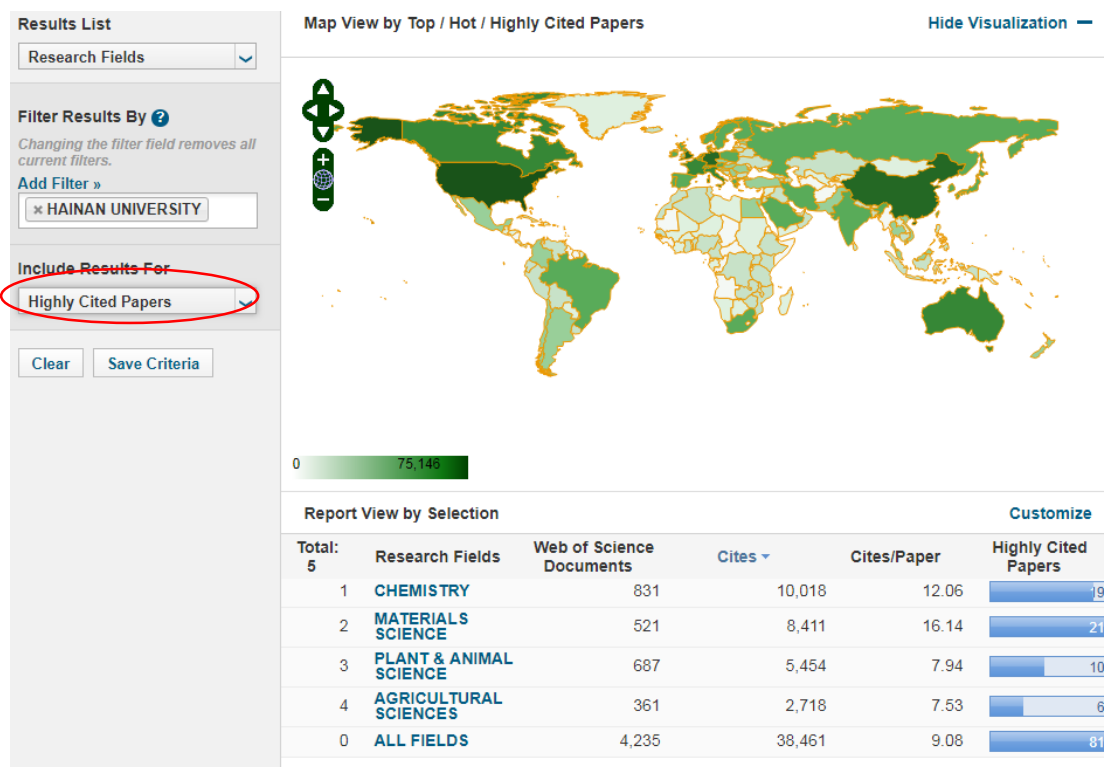 Results List
Research Fields
Filter Results By ?
Changing the filter field removes all
current filters.
Add Filter »
× HAINAN UNIVERSITY
Include Results For
Highly Cited Papers
Clear Save Criteria
Map View by Top / Hot / Highly Cited Papers Hide Visualization −
+
−
0 75,146
Report View by Selection Customize
Total:
5 Research Fields Web of Science
Documents Cites Cites/Paper Highly Cited
Papers
1 CHEMISTRY 831 10,018 12.06 19
2 MATERIALS
SCIENCE 521 8,411 16.14 21
3 PLANT & ANIMAL
SCIENCE 687 5,454 7.94 10
4 AGRICULTURAL
SCIENCES 361 2,718 7.53 6
0 ALL FIELDS 4,235 38,461 9.08 81